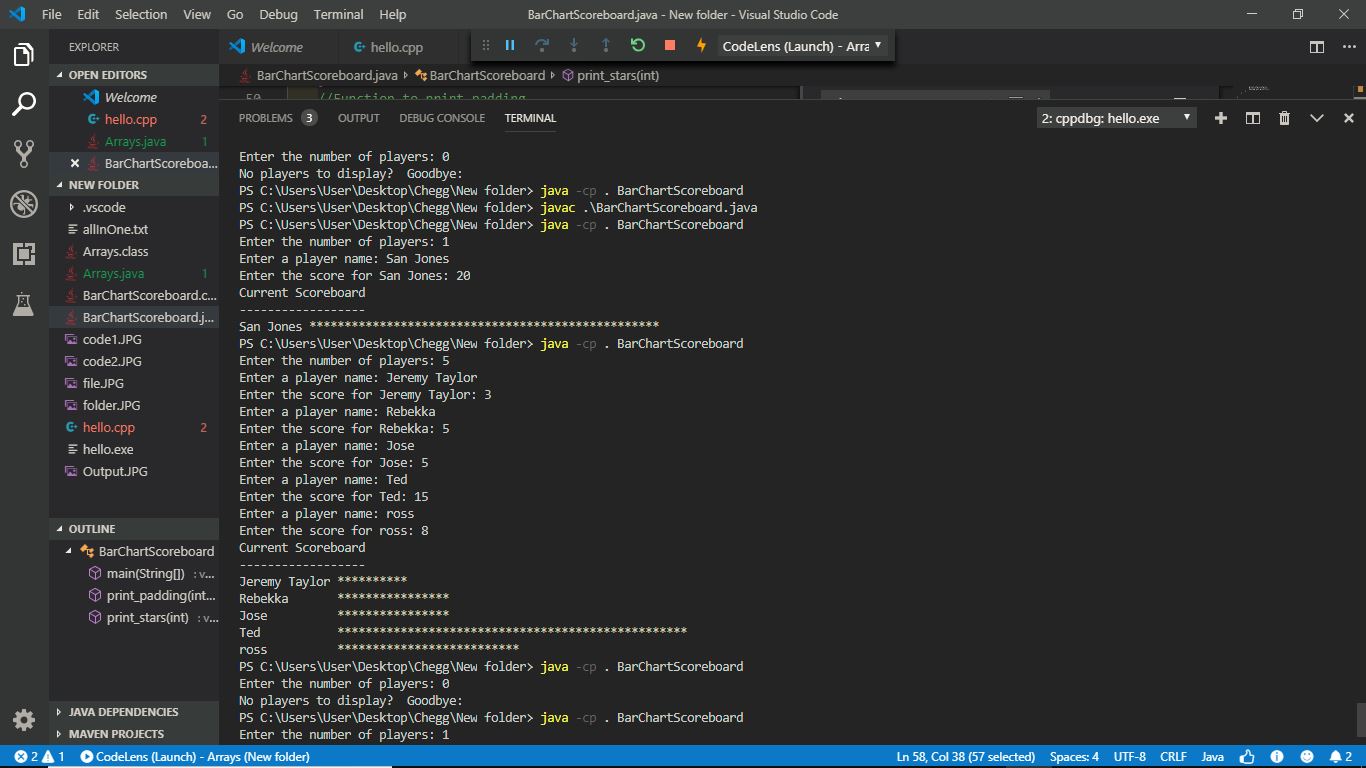 File Edit Selection View Go Debug Terminal Help BarChartScoreboard.java - New folder - Visual Studio Code
EXPLORER
Welcome hello.cpp CodeLens (Launch) - Arra
OPEN EDITORS
Welcome
hello.cpp 2
Arrays.java 1
BarChartScoreboa...
NEW FOLDER
.vscode
allInOne.txt
Arrays.class
Arrays.java 1
BarChartScoreboard.c...
BarChartScoreboard.j...
code1.JPG
code2.JPG
file.JPG
folder.JPG
hello.cpp 2
hello.exe
Output.JPG
OUTLINE
BarChartScoreboard
main(String[]) : v...
print_padding(int...
print_stars(int) : v...
JAVA DEPENDENCIES
MAVEN PROJECTS
BarChartScoreboard.java BarChartScoreboard print_stars(int)
50 //Function to print padding
PROBLEMS 3 OUTPUT DEBUG CONSOLE TERMINAL 2: cppdbg: hello.exe
Enter the number of players: 0
No players to display? Goodbye:
PS C:\Users\User\Desktop\Chegg\New folder> java -cp . BarChartScoreboard
PS C:\Users\User\Desktop\Chegg\New folder> javac .\BarChartScoreboard.java
PS C:\Users\User\Desktop\Chegg\New folder> java -cp . BarChartScoreboard
Enter the number of players: 1
Enter a player name: San Jones
Enter the score for San Jones: 20
Current Scoreboard
------------------
San Jones **************************************************
PS C:\Users\User\Desktop\Chegg\New folder> java -cp . BarChartScoreboard
Enter the number of players: 5
Enter a player name: Jeremy Taylor
Enter the score for Jeremy Taylor: 3
Enter a player name: Rebekka
Enter the score for Rebekka: 5
Enter a player name: Jose
Enter the score for Jose: 5
Enter a player name: Ted
Enter the score for Ted: 15
Enter a player name: ross
Enter the score for ross: 8
Current Scoreboard
------------------
Jeremy Taylor **********
Rebekka ****************
Jose ****************
Ted **************************************************
ross **************************
PS C:\Users\User\Desktop\Chegg\New folder> java -cp . BarChartScoreboard
Enter the number of players: 0
No players to display? Goodbye:
PS C:\Users\User\Desktop\Chegg\New folder> java -cp . BarChartScoreboard
Enter the number of players: 1
2 1 CodeLens (Launch) - Arrays (New folder) Ln 58, Col 38 (57 selected) Spaces: 4 UTF-8 CRLF Java 2